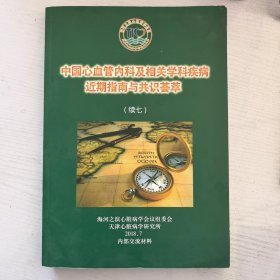 中国心血管内科及相关学科疾病
近期指南与共识荟萃
(续七)
海河之滨心脏病学会议组委会
天津心脏病学研究所
2018.7
内部交流材料